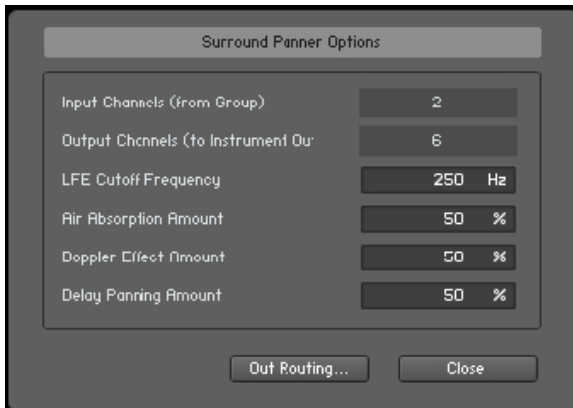 Surround Panner Options
Input Channels (from Group) 2
Output Channels (to Instrument Ou 6
LFE Cutoff Frequency 250 Hz
Air Absorption Amount 50 %
Doppler Effect Amount 50 %
Delay Panning Amount 50 %
Out Routing... Close